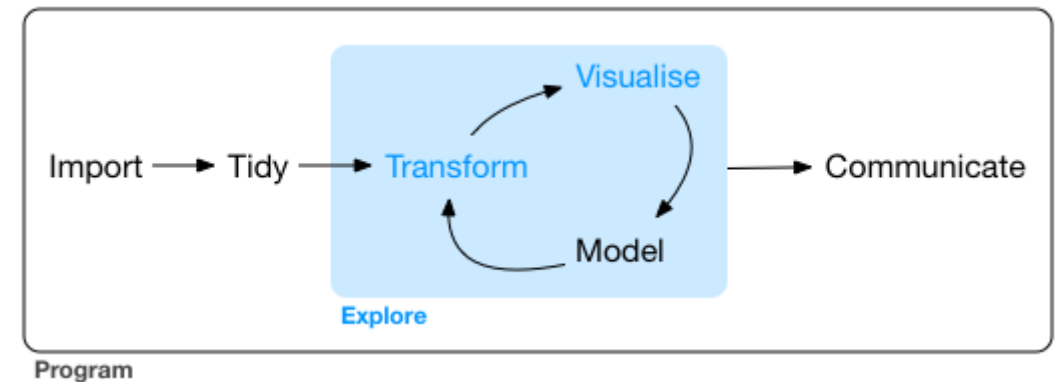 Visualise
Import Tidy Transform Communicate
Model
Explore
Program